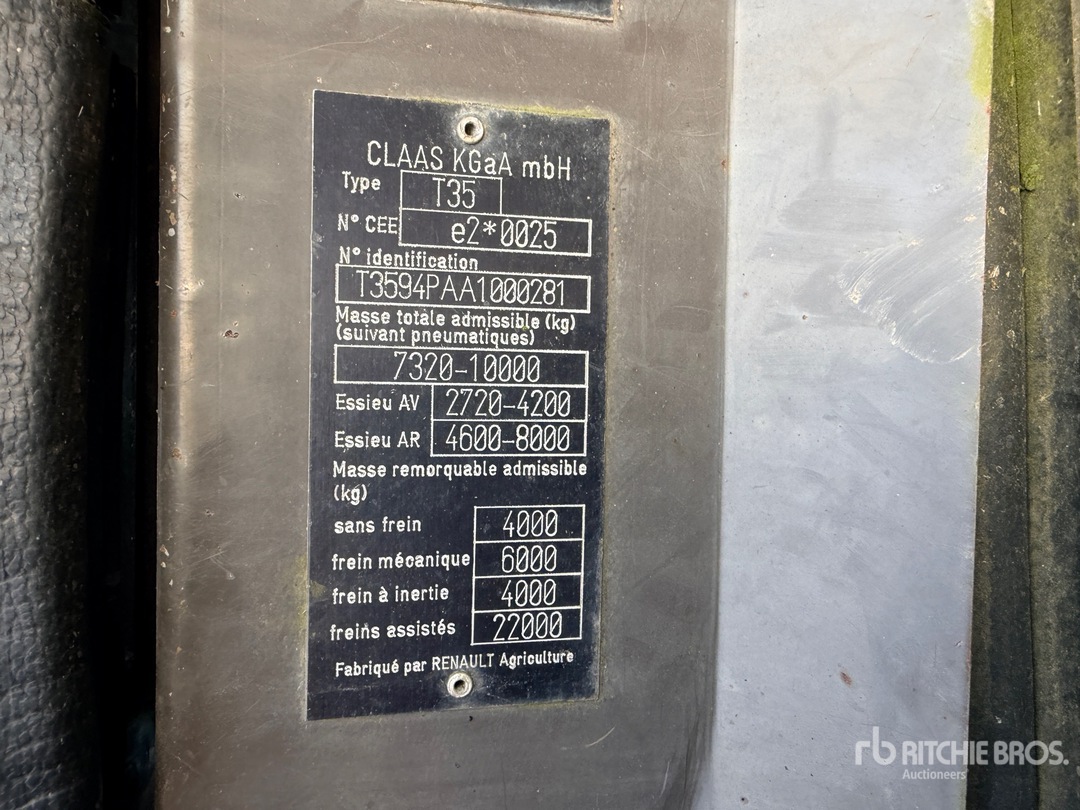 CLAAS KGaA mbH
Type T35
N° CEE e2*0025
N° identification
T3594PAA1000281
Masse totale admissible (kg)
(suivant pneumatiques)
7320-10000
Essieu AV 2720-4200
Essieu AR 4600-8000
Masse remorquable admissible
(kg)
sans frein 4000
frein mécanique 6000
frein à inertie 4000
freins assistés 22000
Fabriqué par RENAULT Agriculture
rb RITCHIE BROS.
Auctioneers